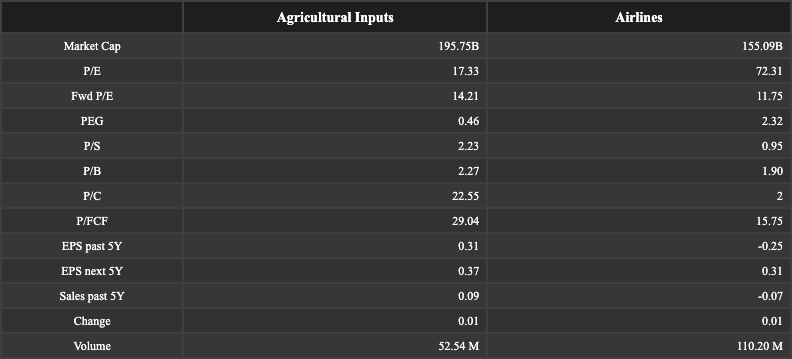 Agricultural Inputs Airlines
Market Cap 195.75B 155.09B
P/E 17.33 72.31
Fwd P/E 14.21 11.75
PEG 0.46 2.32
P/S 2.23 0.95
P/B 2.27 1.90
P/C 22.55 2
P/FCF 29.04 15.75
EPS past 5Y 0.31 -0.25
EPS next 5Y 0.37 0.31
Sales past 5Y 0.09 -0.07
Change 0.01 0.01
Volume 52.54 M 110.20 M